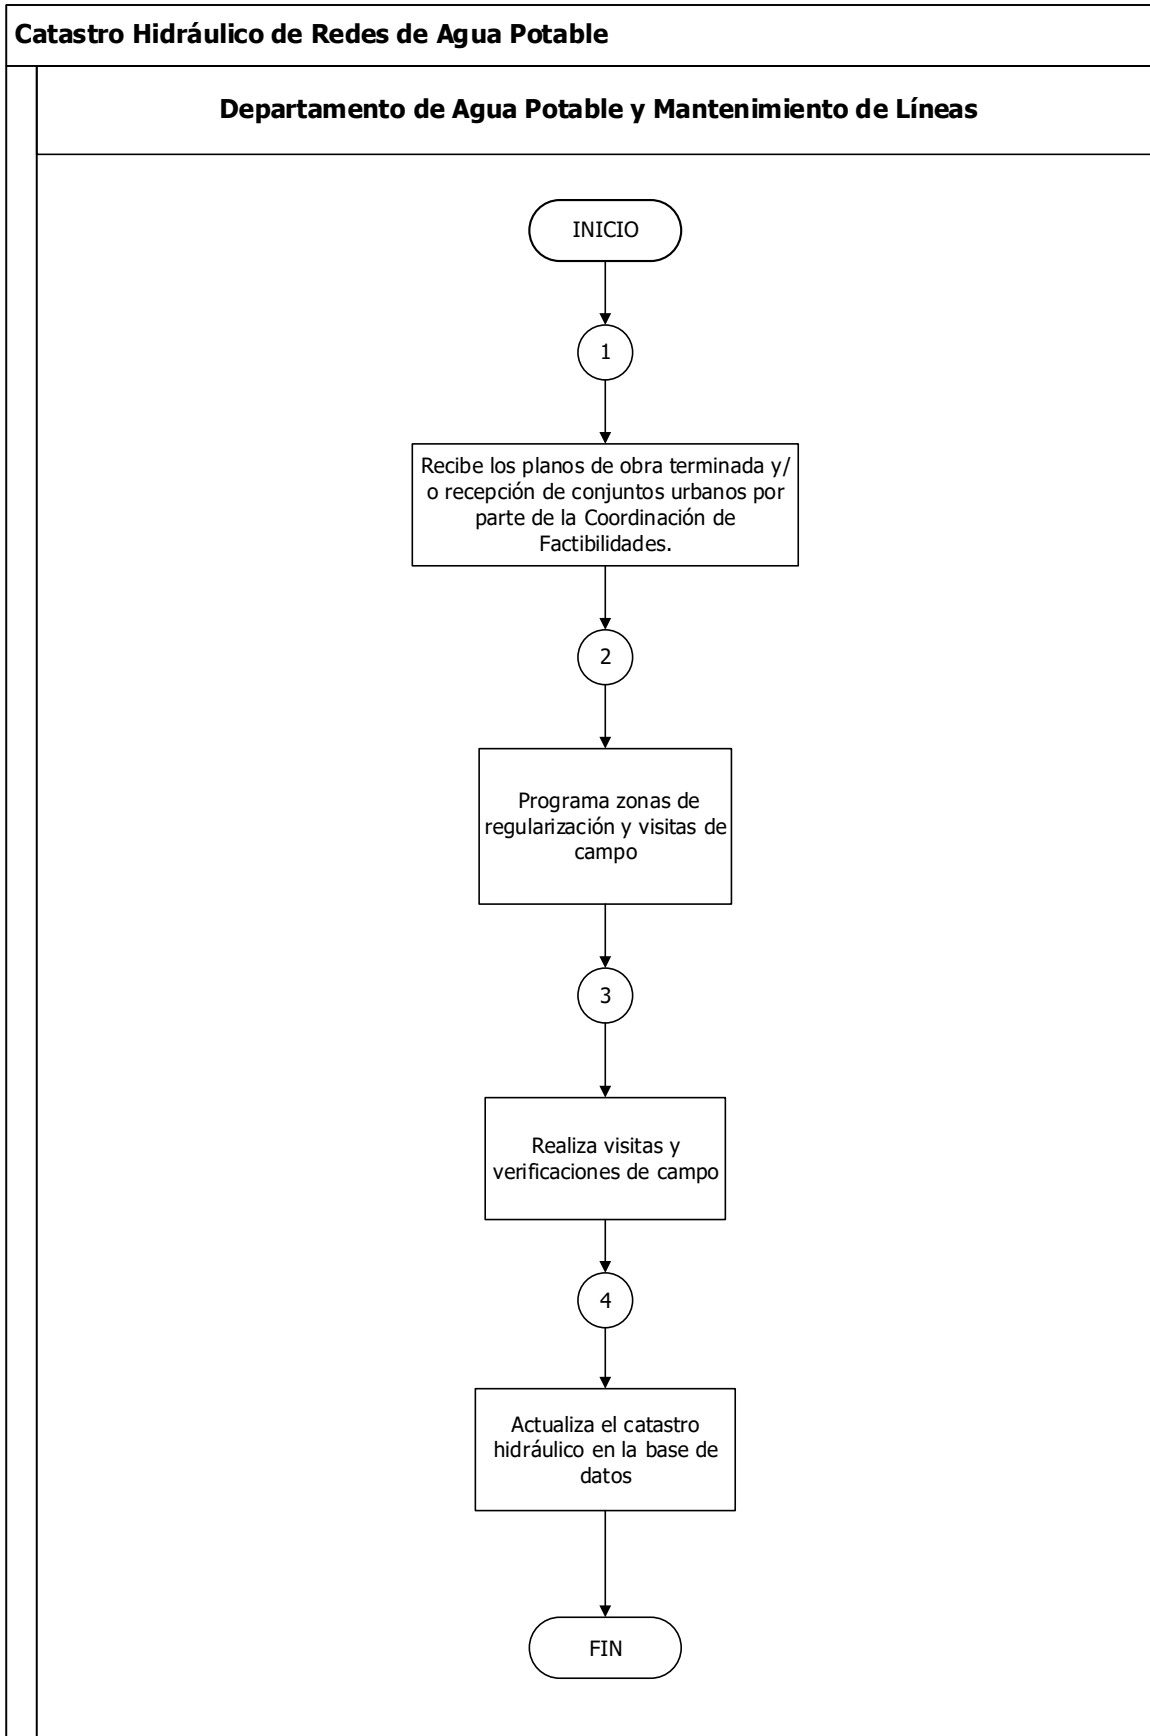 Catastro Hidráulico de Redes de Agua Potable
Departamento de Agua Potable y Mantenimiento de Líneas
INICIO
1
Recibe los planos de obra terminada y/
o recepción de conjuntos urbanos por
parte de la Coordinación de
Factibilidades.
2
Programa zonas de
regularización y visitas de
campo
3
Realiza visitas y
verificaciones de campo
4
Actualiza el catastro
hidráulico en la base de
datos
FIN